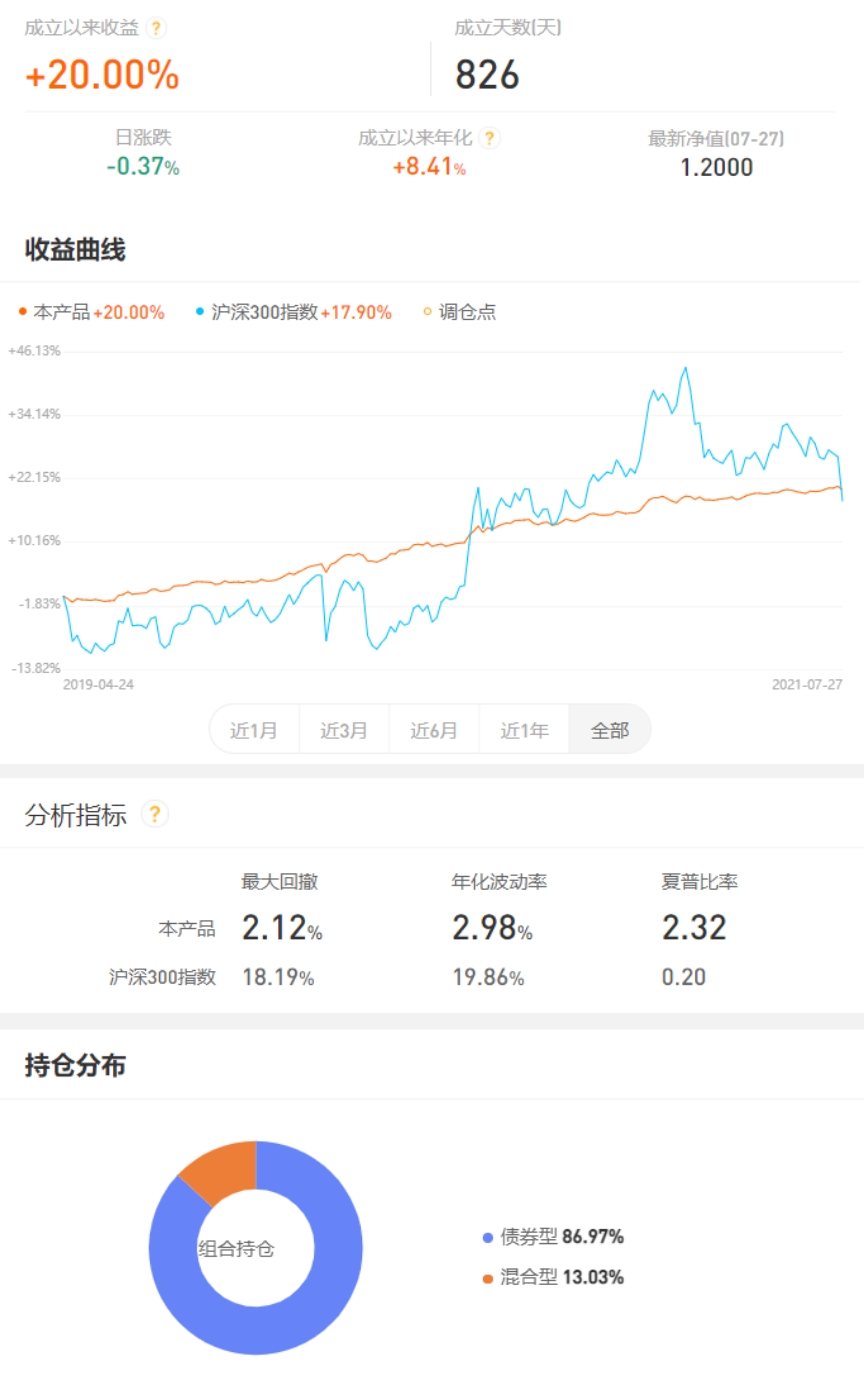 成立以来收益 ?
成立天数(天)
+20.00%
826
日涨跌
成立以来年化 ?
最新净值(07-27)
-0.37%
+8.41%
1.2000
收益曲线
本产品+20.00% 沪深300指数+17.90% 调仓点
+46.13%
+34.14%
+22.15%
+10.16%
-1.83%
-13.82%
2019-04-24
2021-07-27
近1月 近3月 近6月 近1年 全部
分析指标 ?
最大回撤 年化波动率 夏普比率
本产品 2.12% 2.98% 2.32
沪深300指数 18.19% 19.86% 0.20
持仓分布
组合持仓
债券型 86.97%
混合型 13.03%